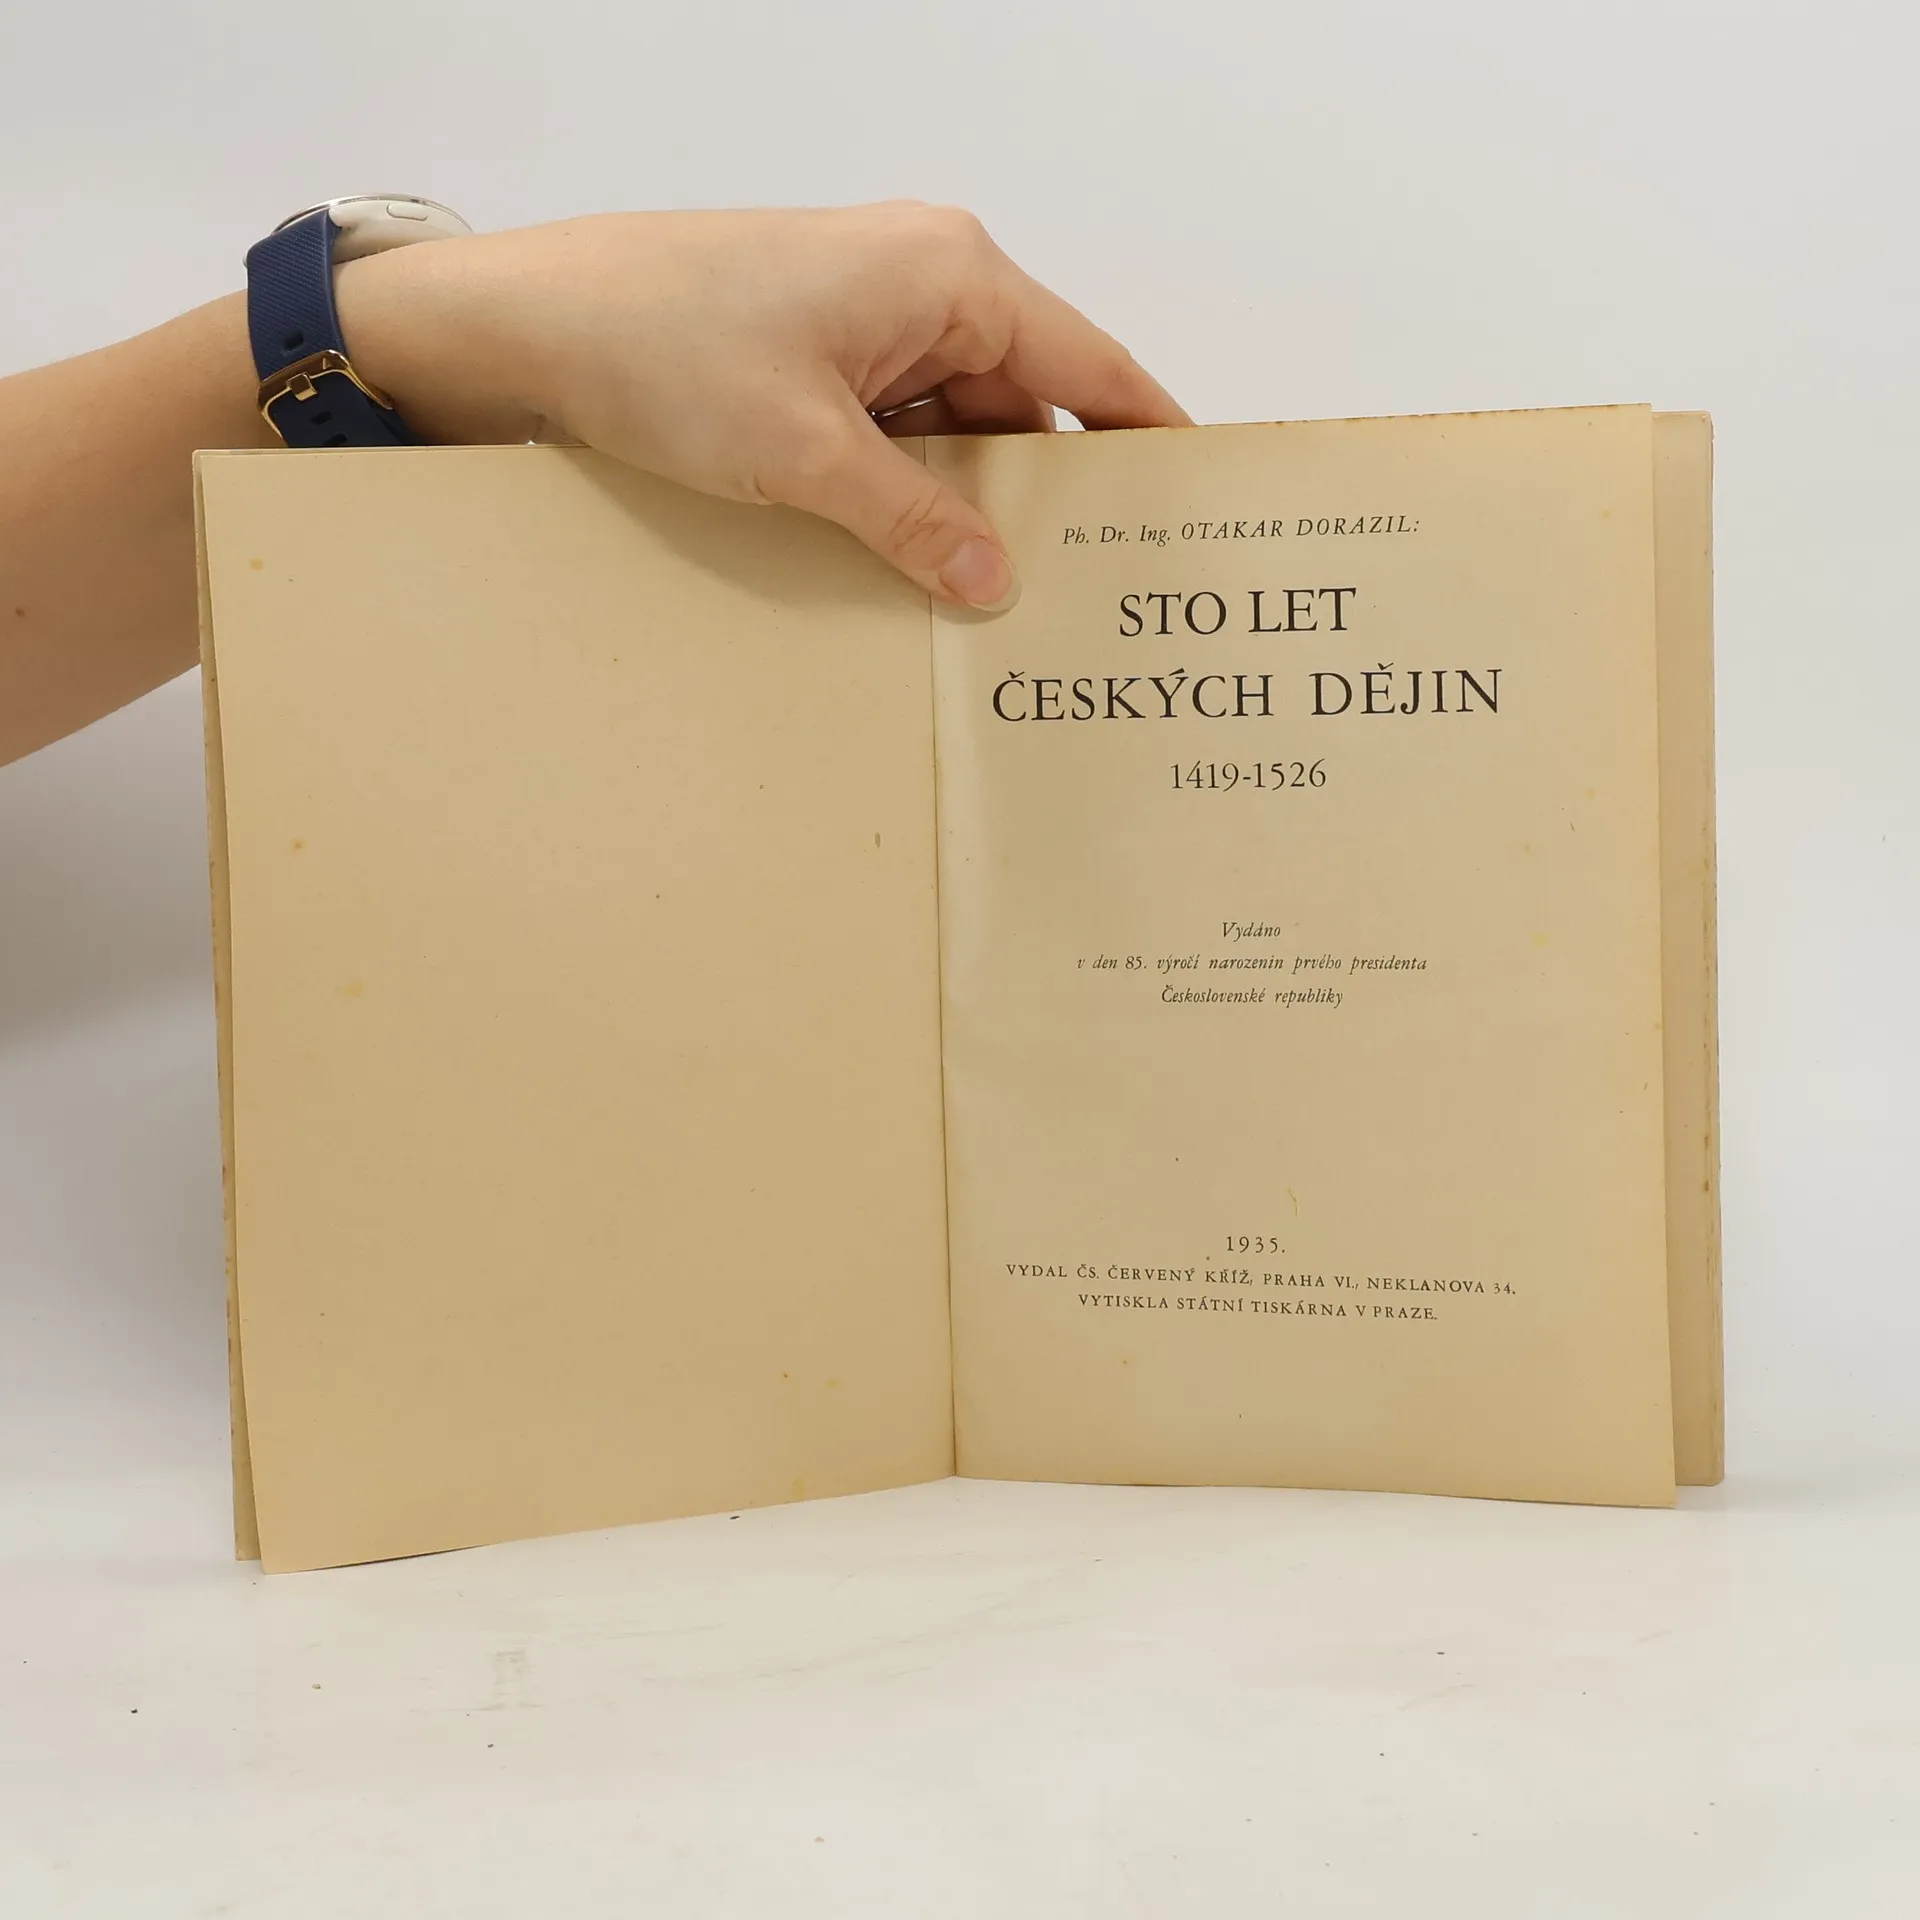 Ph. Dr. Ing. OTAKAR DORAZIL:
STO LET
ČESKÝCH DĚJIN
1419-1526
Vydáno
v den 85. výročí narozenin prvého presidenta
Československé republiky
1935.
VYDAL ČS. ČERVENÝ KŘÍŽ, PRAHA VI., NEKLANOVA 34.
VYTISKLA STÁTNÍ TISKÁRNA V PRAZE.